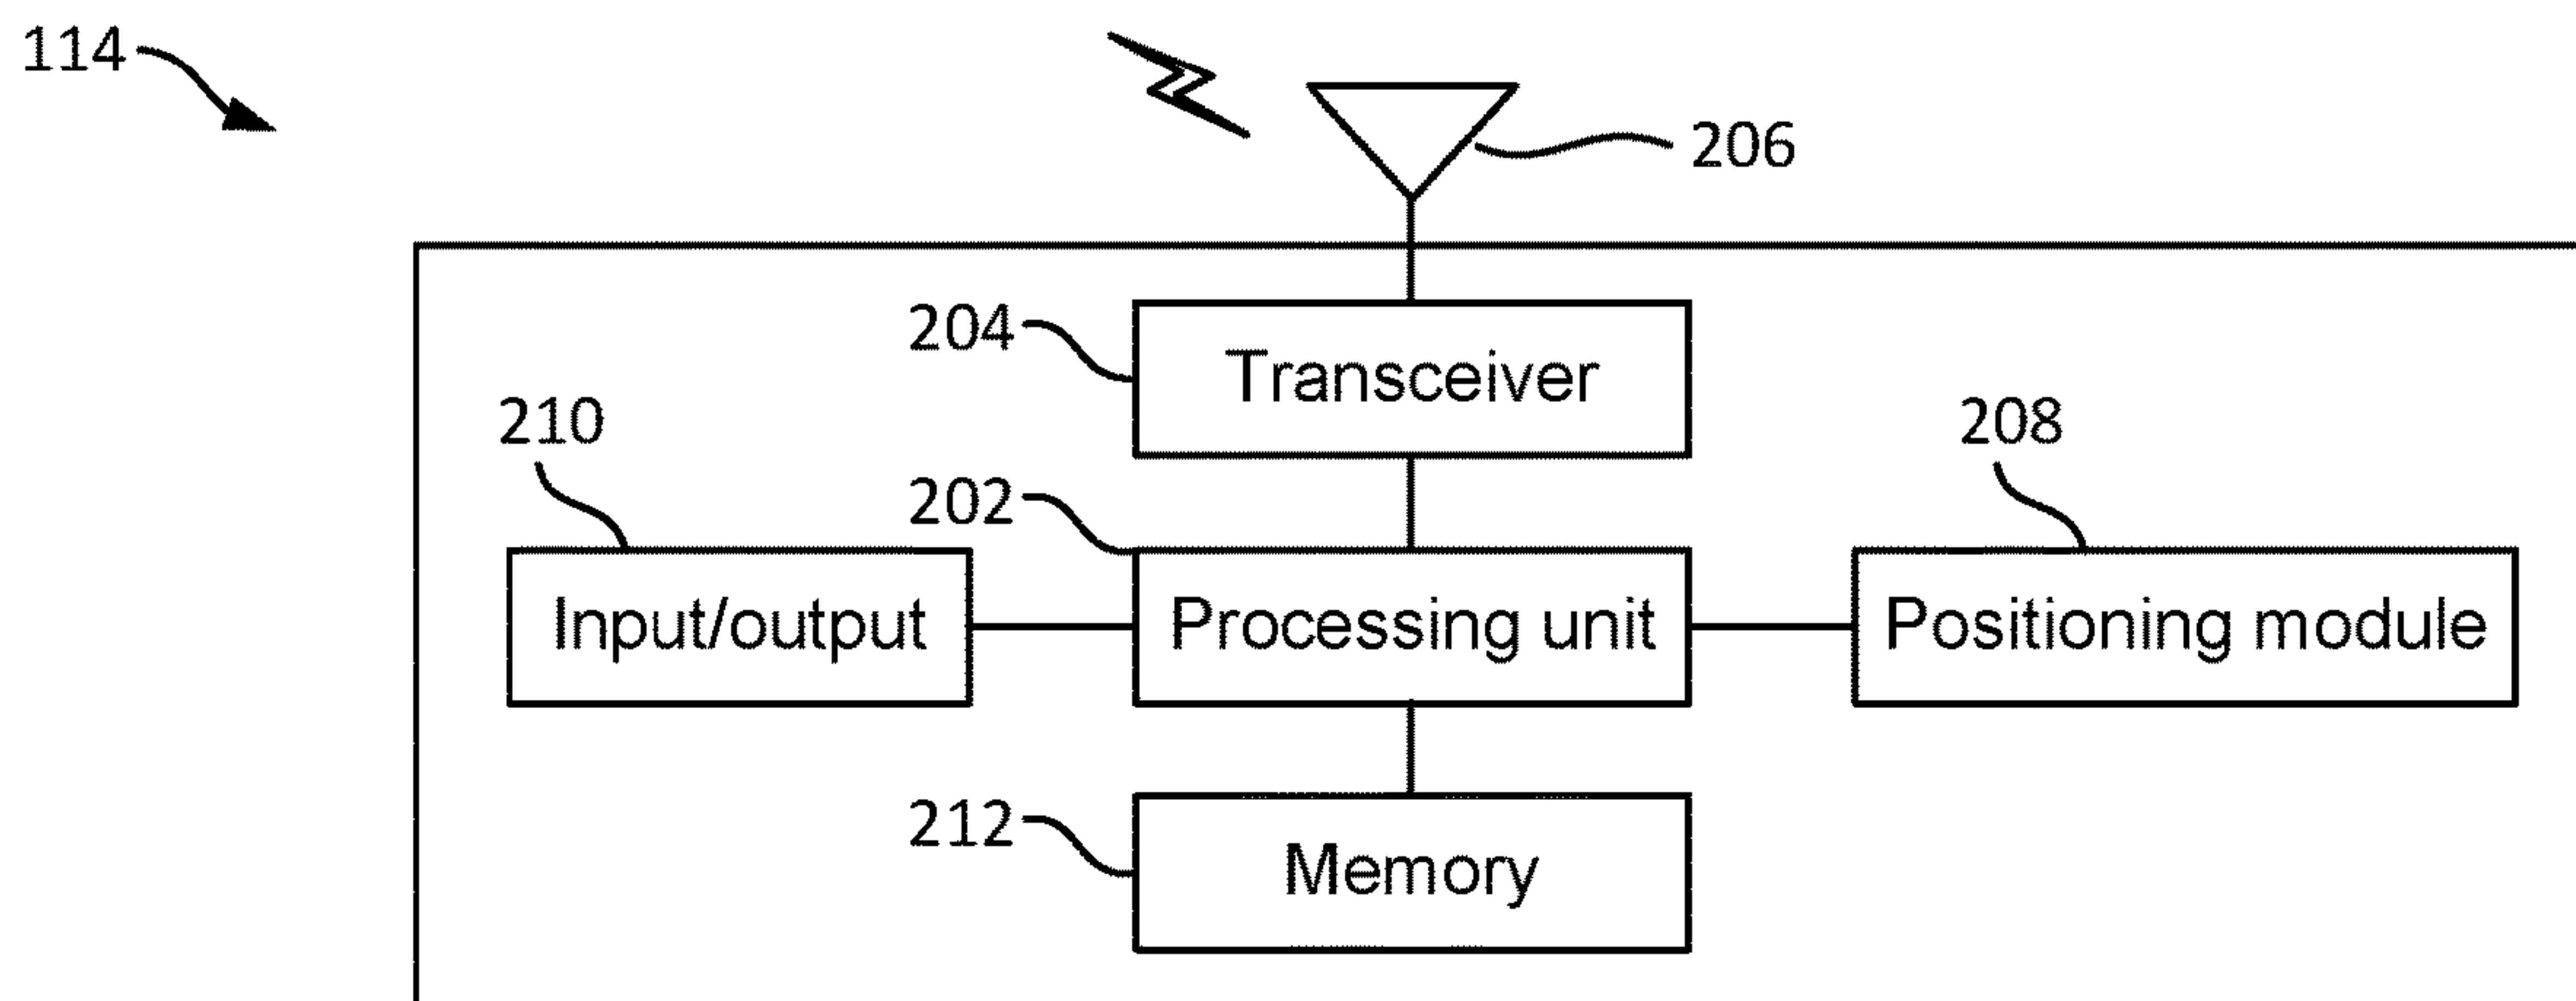 114
206
204
Transceiver
210
208
202
Input/output
Processing unit
Positioning module
212
Memory